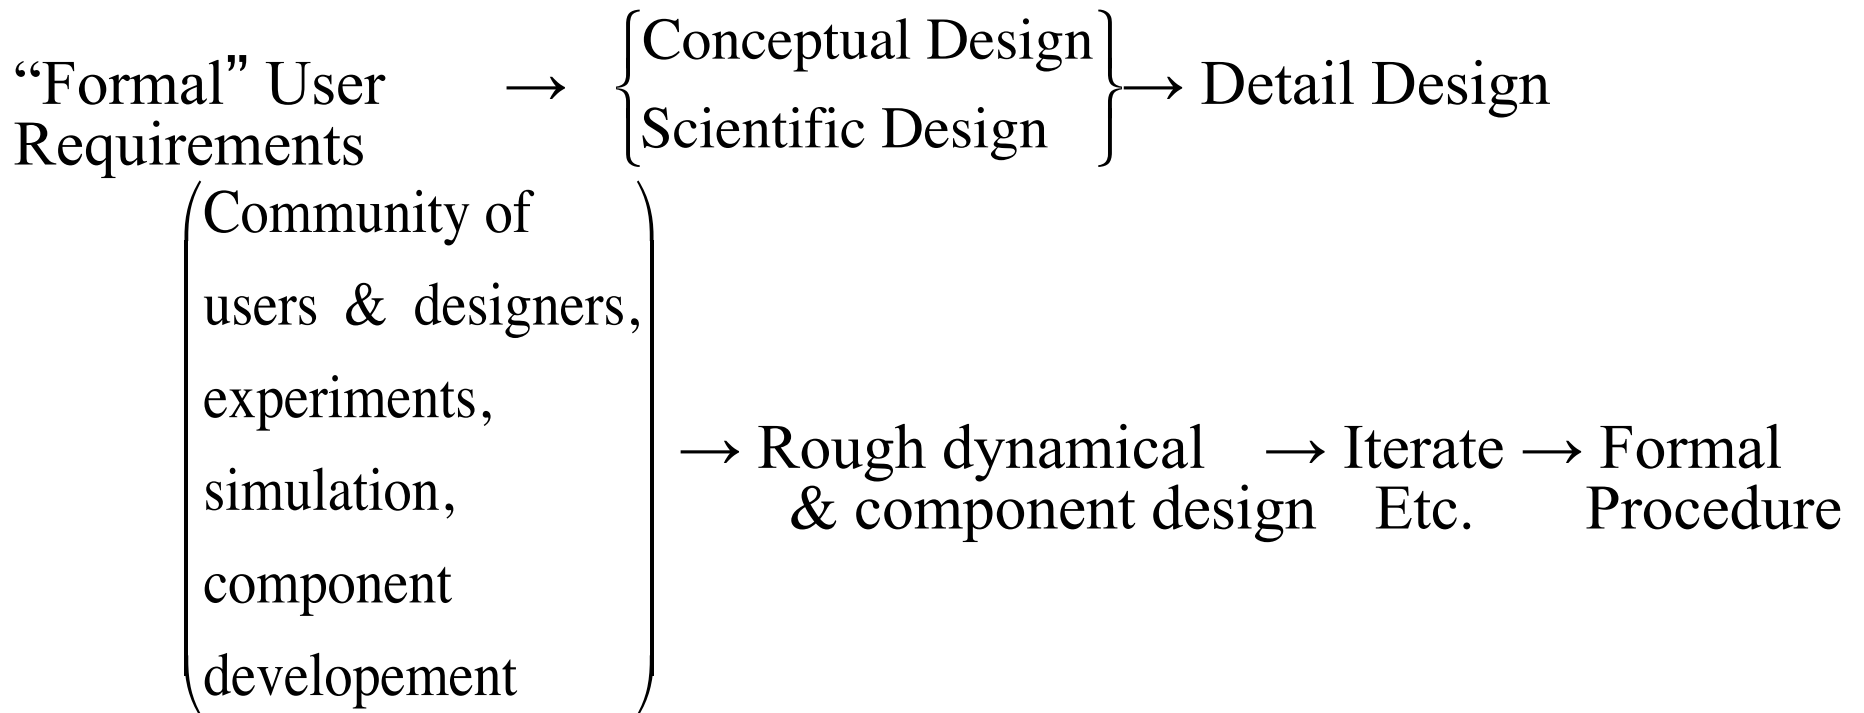 “Formal” User → Conceptual Design → Detail Design
Requirements Scientific Design
Community of
users & designers,
experiments,
simulation,
component
developement
→ Rough dynamical → Iterate → Formal
& component design Etc. Procedure